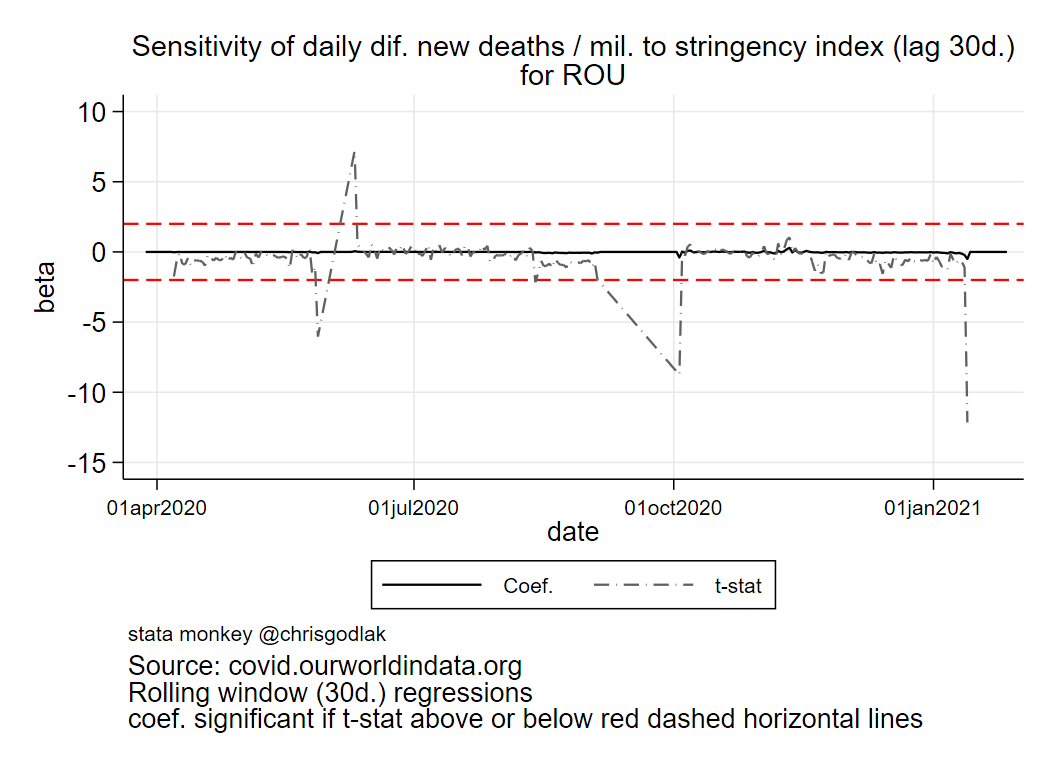 Sensitivity of daily dif. new deaths / mil. to stringency index (lag 30d.)
for ROU
10
5
0
-5
-10
-15
beta
01apr2020 01jul2020 01oct2020 01jan2021
date
Coef. t-stat
stata monkey @chrisgodlak
Source: covid.ourworldindata.org
Rolling window (30d.) regressions
coef. significant if t-stat above or below red dashed horizontal lines